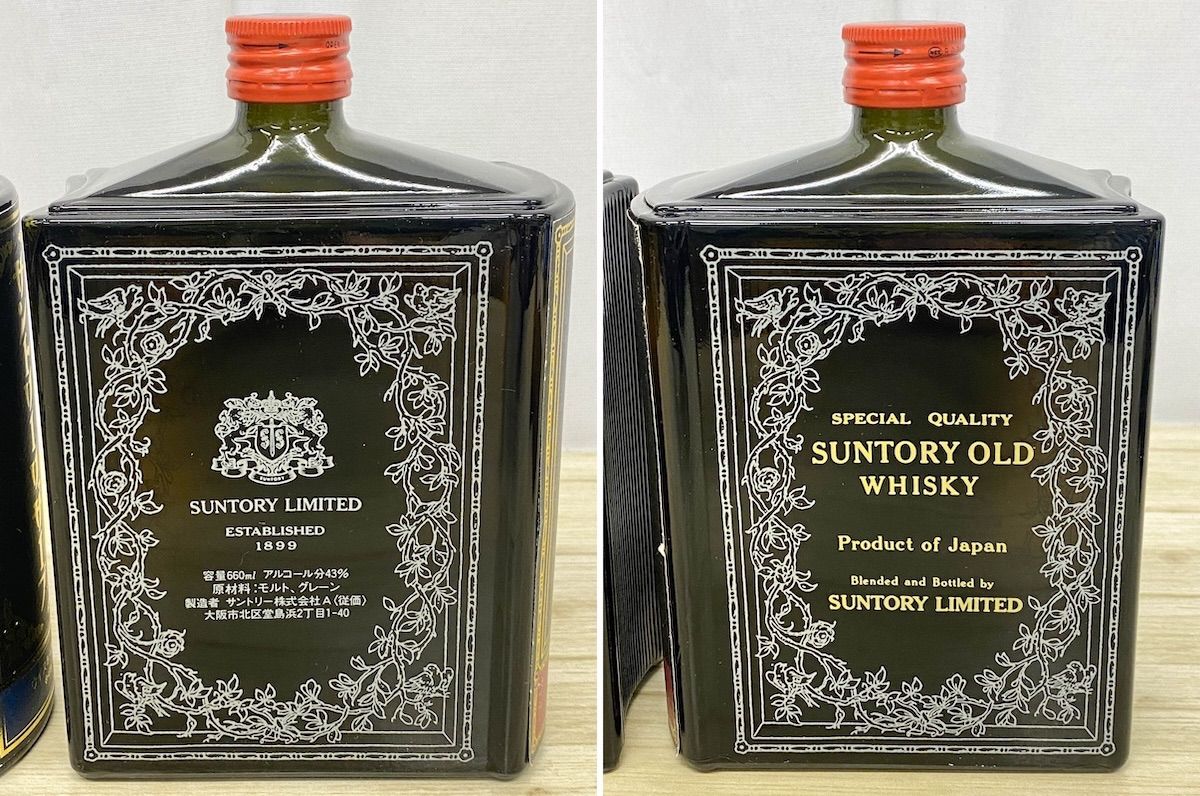 OPEN
SUNTORY
SUNTORY LIMITED
ESTABLISHED
1899
容量660ml アルコール分43%
原材料:モルト、グレーン
製造者 サントリー株式会社A〈従価〉
大阪市北区堂島浜2丁目1-40
SPECIAL QUALITY
SUNTORY OLD
WHISKY
Product of Japan
Blended and Bottled by
SUNTORY LIMITED